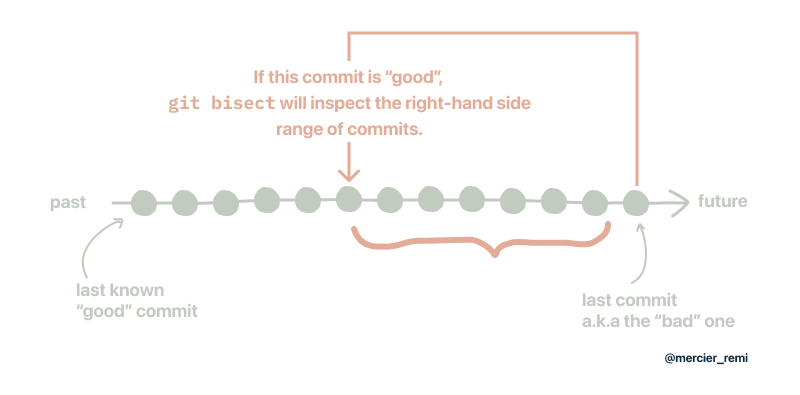 If this commit is “good”,
git bisect will inspect the right-hand side
range of commits.
past
future
last known
“good” commit
last commit
a.k.a the “bad” one
@mercier_remi